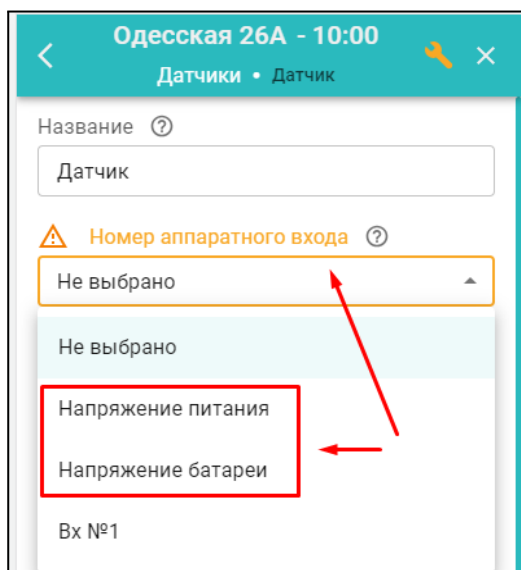 Одесская 26А - 10:00
Датчики • Датчик
Название
Датчик
Номер аппаратного входа
Не выбрано
Не выбрано
Напряжение питания
Напряжение батареи
Вх №1